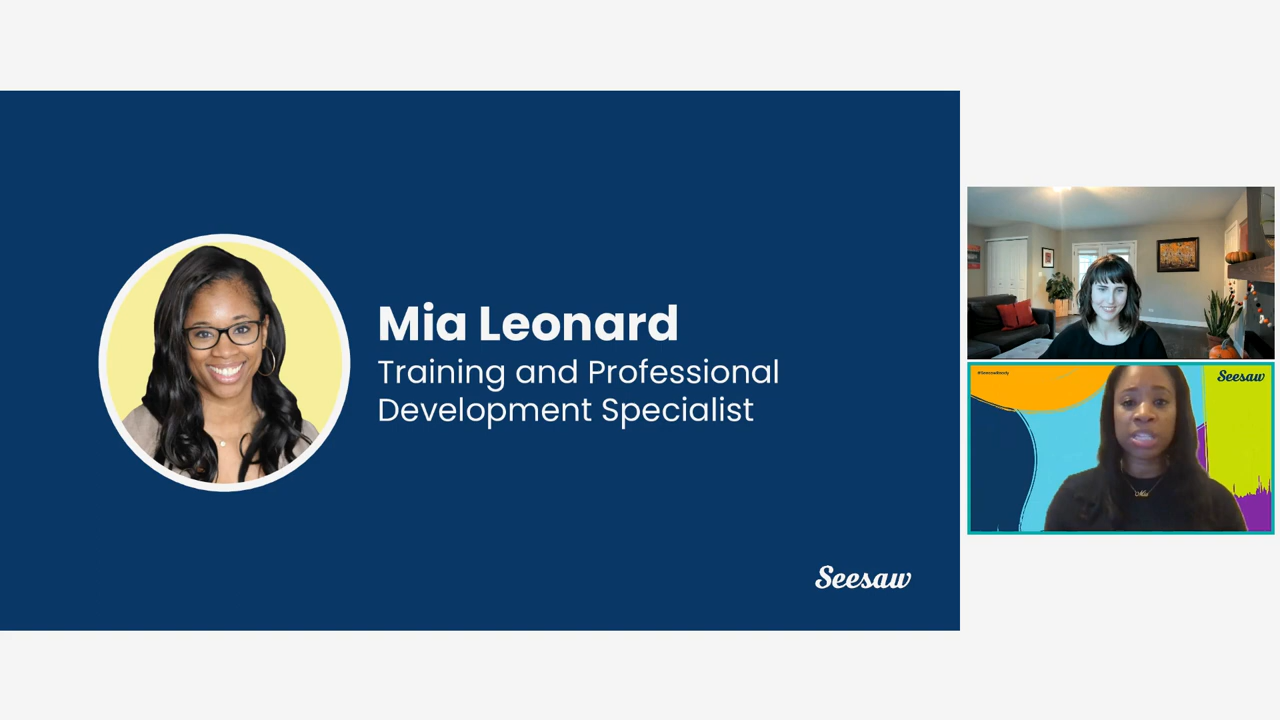 Mia Leonard
Training and Professional
Development Specialist
Seesaw
Seesaw